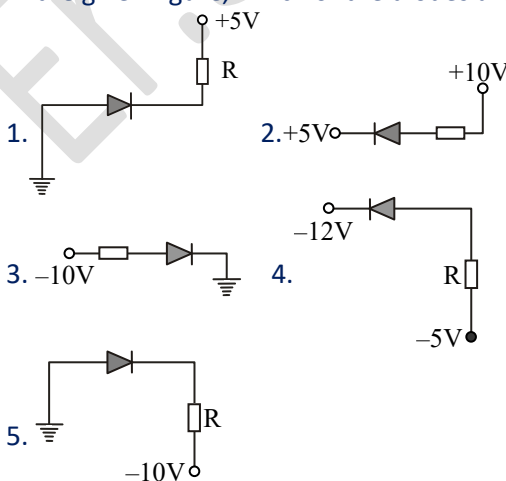 +5V
R
1.
+10V
2. +5V
–12V
3. –10V
4.
R
–5V
R
5.
–10V